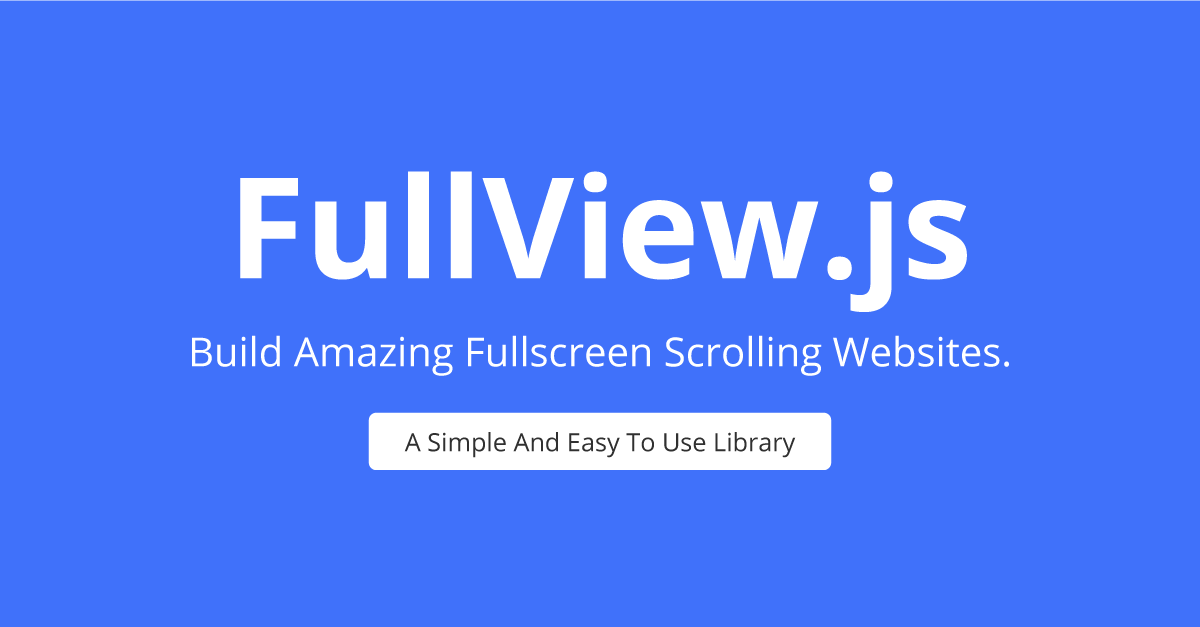 FullView.js
Build Amazing Fullscreen Scrolling Websites.
A Simple And Easy To Use Library